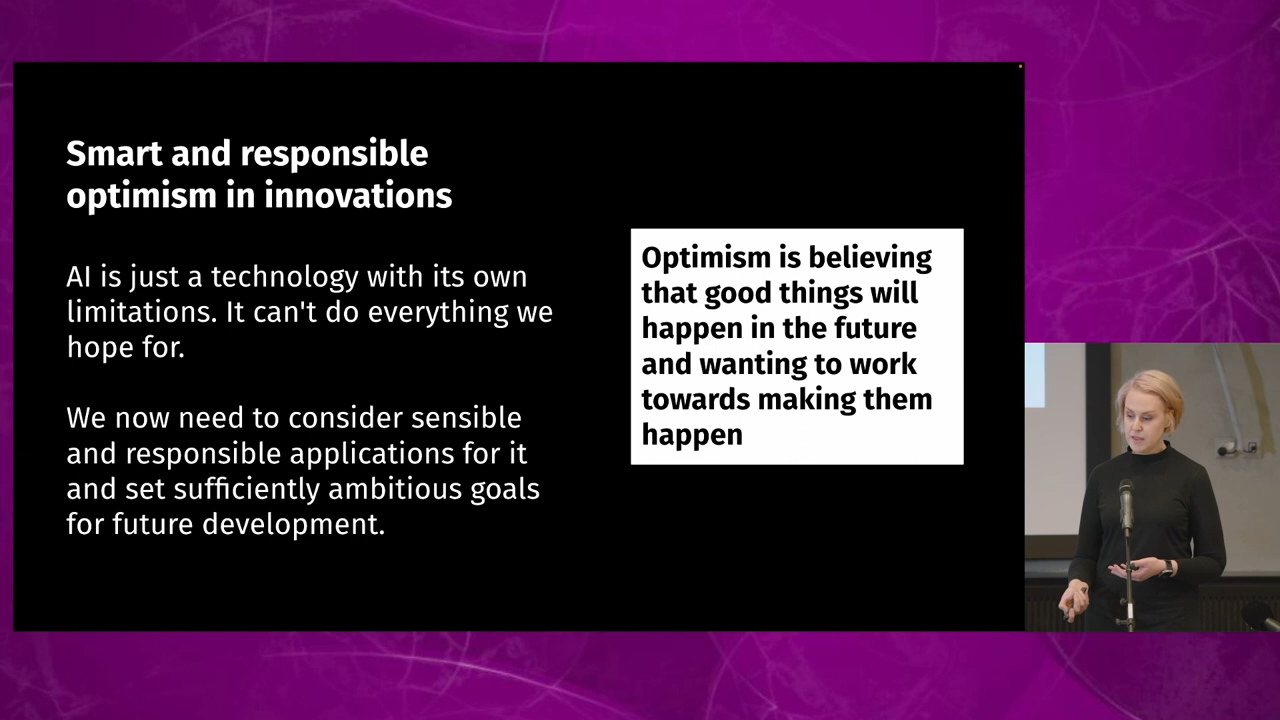 Smart and responsible
optimism in innovations
AI is just a technology with its own
limitations. It can't do everything we
hope for.
We now need to consider sensible
and responsible applications for it
and set sufficiently ambitious goals
for future development.
Optimism is believing
that good things will
happen in the future
and wanting to work
towards making them
happen